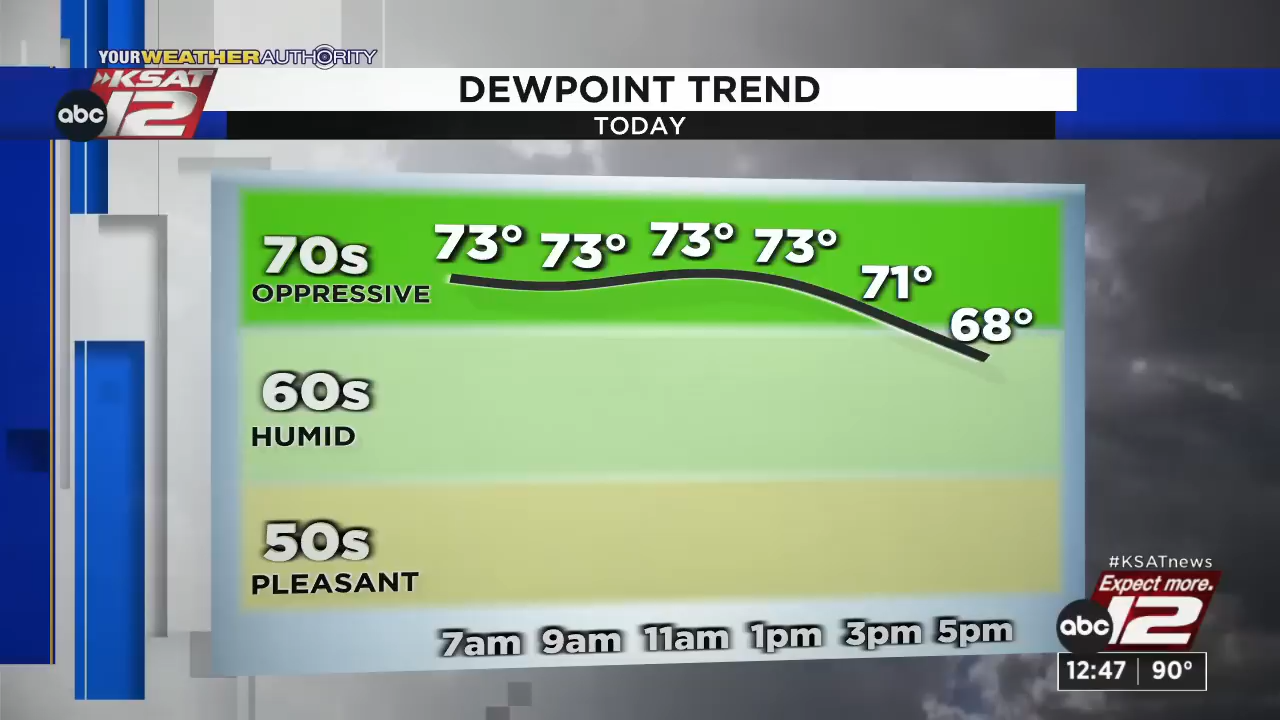 YOURWEATHERAUTHORITY
KSAT
abc 12
DEWPOINT TREND
TODAY
70s
OPPRESSIVE
73° 73° 73° 73° 71° 68°
60s
HUMID
50s
PLEASANT
7am 9am 11am 1pm 3pm 5pm
#KSATnews
Expect more.
abc 12
12:47 90°